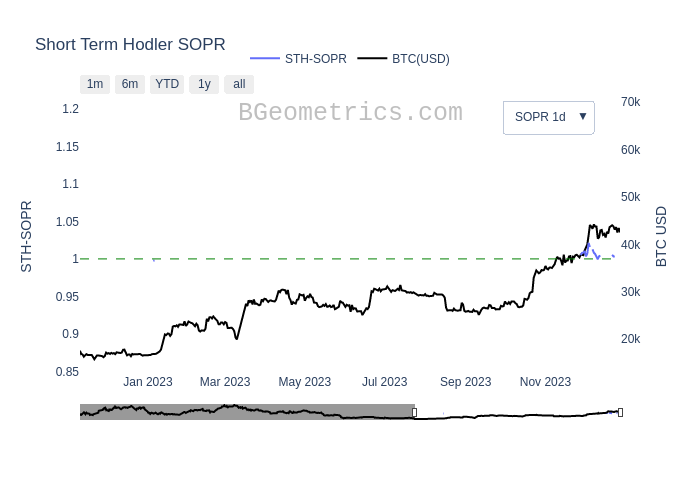 Short Term Hodler SOPR
STH-SOPR
BTC(USD)
1m
6m
YTD
1y
all
BGeometrics.com
SOPR 1d ▼
1.2
1.15
1.1
1.05
1
0.95
0.9
0.85
STH-SOPR
70k
60k
50k
40k
30k
20k
BTC USD
Jan 2023
Mar 2023
May 2023
Jul 2023
Sep 2023
Nov 2023